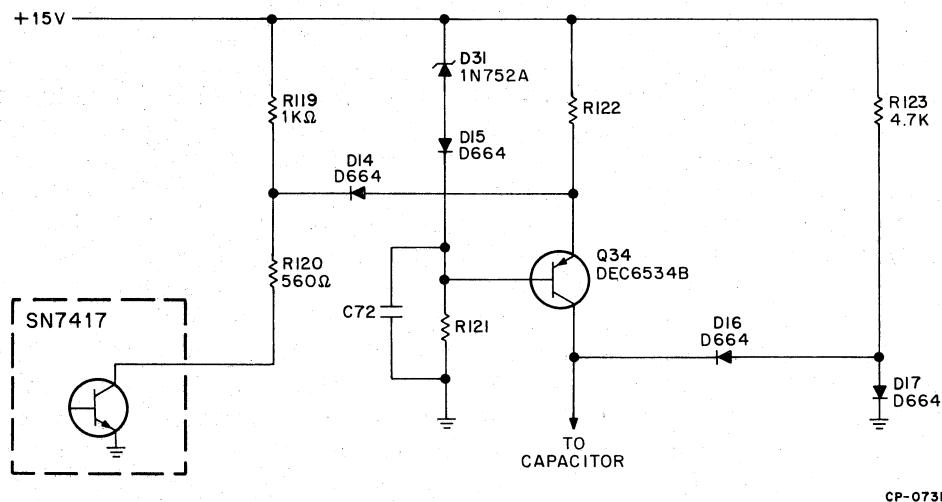 +15V
D31
1N752A
R119
1KΩ
R122
R123
4.7K
D15
D664
D14
D664
Q34
DEC6534B
R120
560Ω
SN7417
C72
R121
D16
D664
D17
D664
TO
CAPACITOR
CP-0731